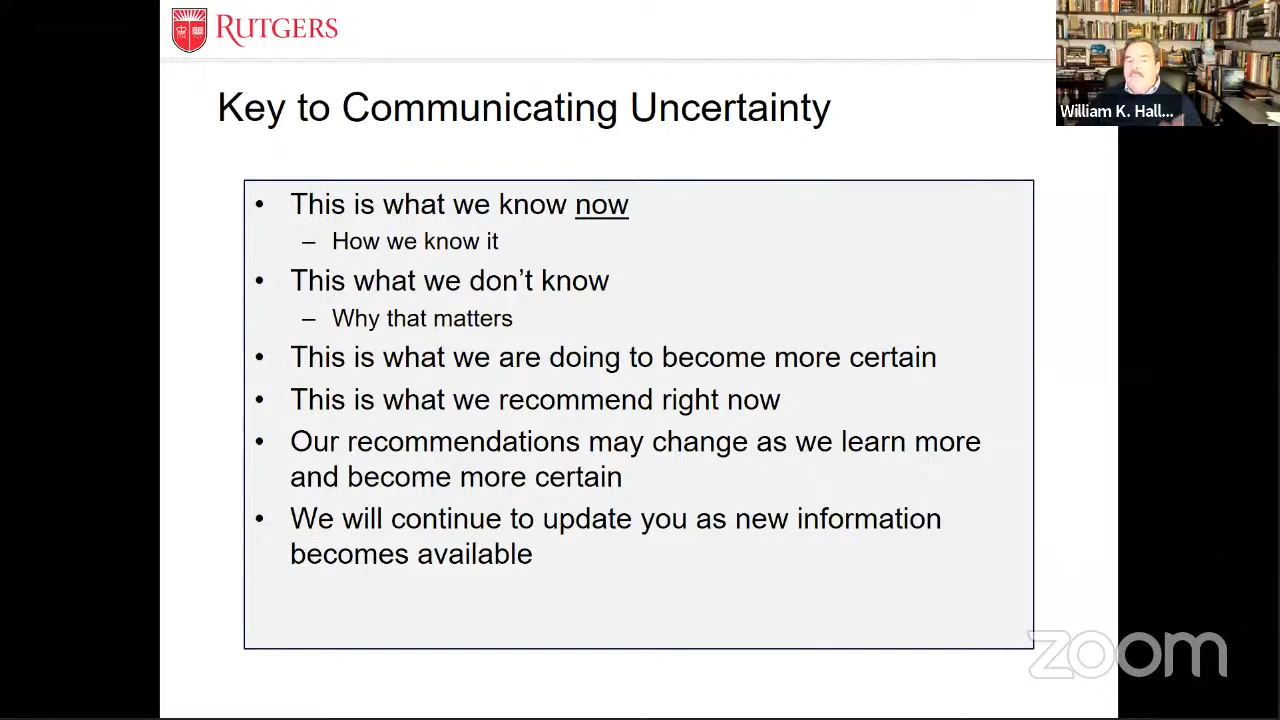 RUTGERS
William K. Hall...
Key to Communicating Uncertainty
• This is what we know now
– How we know it
• This what we don’t know
– Why that matters
• This is what we are doing to become more certain
• This is what we recommend right now
• Our recommendations may change as we learn more
and become more certain
• We will continue to update you as new information
becomes available
zoom